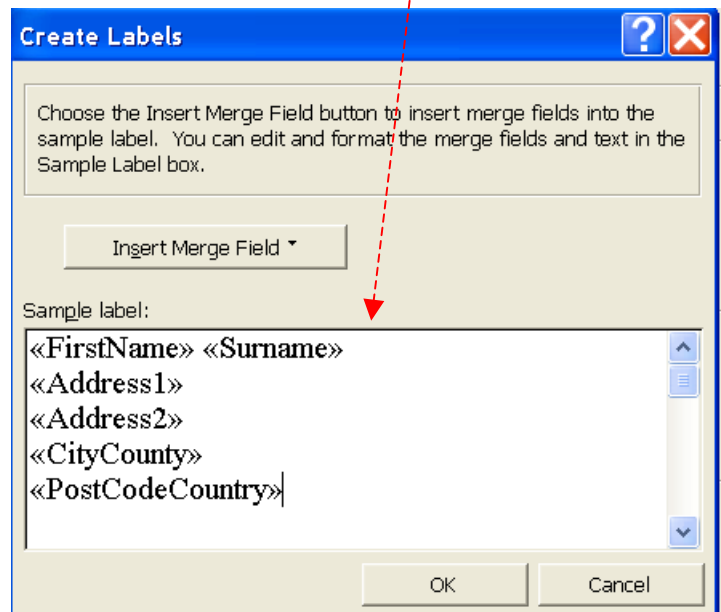 Create Labels
Choose the Insert Merge Field button to insert merge fields into the
sample label. You can edit and format the merge fields and text in the
Sample Label box.
Insert Merge Field
Sample label:
«FirstName» «Surname»
«Address1»
«Address2»
«CityCounty»
«PostCodeCountry»
OK
Cancel